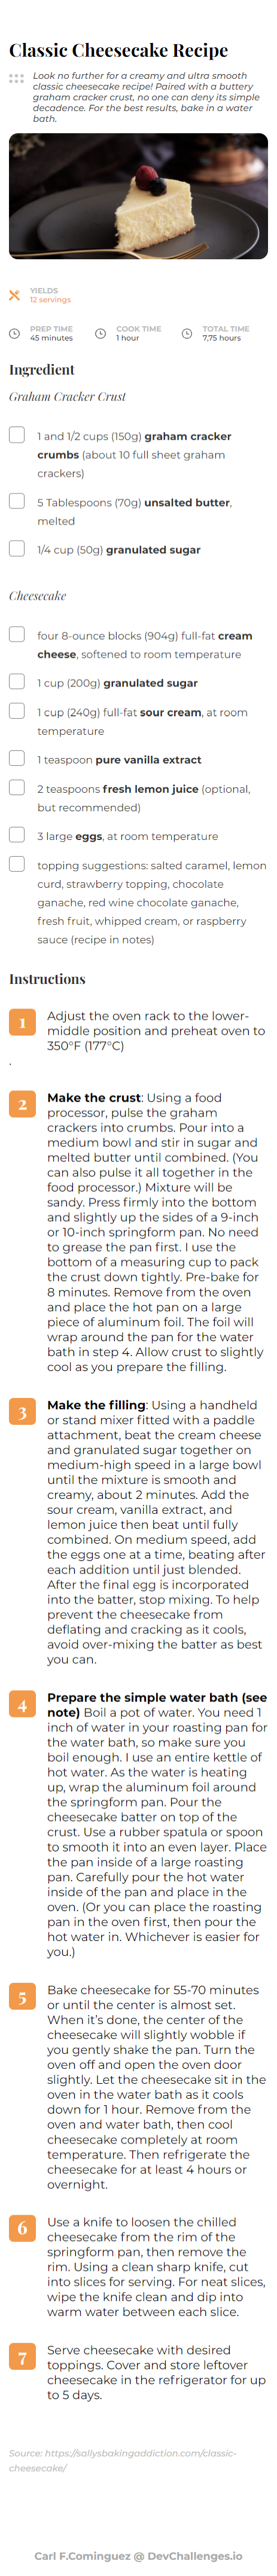 Classic Cheesecake Recipe
Look no further for a creamy and ultra smooth
classic cheesecake recipe! Paired with a buttery
graham cracker crust, no one can deny its simple
decadence. For the best results, bake in a water
bath.
YIELDS
12 servings
PREP TIME
45 minutes
COOK TIME
1 hour
TOTAL TIME
7,75 hours
Ingredient
Graham Cracker Crust
1 and 1/2 cups (150g) graham cracker
crumbs (about 10 full sheet graham
crackers)
5 Tablespoons (70g) unsalted butter,
melted
1/4 cup (50g) granulated sugar
Cheesecake
four 8-ounce blocks (904g) full-fat cream
cheese, softened to room temperature
1 cup (200g) granulated sugar
1 cup (240g) full-fat sour cream, at room
temperature
1 teaspoon pure vanilla extract
2 teaspoons fresh lemon juice (optional,
but recommended)
3 large eggs, at room temperature
topping suggestions: salted caramel, lemon
curd, strawberry topping, chocolate
ganache, red wine chocolate ganache,
fresh fruit, whipped cream, or raspberry
sauce (recipe in notes)
Instructions
1 Adjust the oven rack to the lower-
middle position and preheat oven to
350°F (177°C)
.
2 Make the crust: Using a food
processor, pulse the graham
crackers into crumbs. Pour into a
medium bowl and stir in sugar and
melted butter until combined. (You
can also pulse it all together in the
food processor.) Mixture will be
sandy. Press firmly into the bottom
and slightly up the sides of a 9-inch
or 10-inch springform pan. No need
to grease the pan first. I use the
bottom of a measuring cup to pack
the crust down tightly. Pre-bake for
8 minutes. Remove from the oven
and place the hot pan on a large
piece of aluminum foil. The foil will
wrap around the pan for the water
bath in step 4. Allow crust to slightly
cool as you prepare the filling.
3 Make the filling: Using a handheld
or stand mixer fitted with a paddle
attachment, beat the cream cheese
and granulated sugar together on
medium-high speed in a large bowl
until the mixture is smooth and
creamy, about 2 minutes. Add the
sour cream, vanilla extract, and
lemon juice then beat until fully
combined. On medium speed, add
the eggs one at a time, beating after
each addition until just blended.
After the final egg is incorporated
into the batter, stop mixing. To help
prevent the cheesecake from
deflating and cracking as it cools,
avoid over-mixing the batter as best
you can.
4 Prepare the simple water bath (see
note) Boil a pot of water. You need 1
inch of water in your roasting pan for
the water bath, so make sure you
boil enough. I use an entire kettle of
hot water. As the water is heating
up, wrap the aluminum foil around
the springform pan. Pour the
cheesecake batter on top of the
crust. Use a rubber spatula or spoon
to smooth it into an even layer. Place
the pan inside of a large roasting
pan. Carefully pour the hot water
inside of the pan and place in the
oven. (Or you can place the roasting
pan in the oven first, then pour the
hot water in. Whichever is easier for
you.)
5 Bake cheesecake for 55-70 minutes
or until the center is almost set.
When it's done, the center of the
cheesecake will slightly wobble if
you gently shake the pan. Turn the
oven off and open the oven door
slightly. Let the cheesecake sit in the
oven in the water bath as it cools
down for 1 hour. Remove from the
oven and water bath, then cool
cheesecake completely at room
temperature. Then refrigerate the
cheesecake for at least 4 hours or
overnight.
6 Use a knife to loosen the chilled
cheesecake from the rim of the
springform pan, then remove the
rim. Using a clean sharp knife, cut
into slices for serving. For neat slices,
wipe the knife clean and dip into
warm water between each slice.
7 Serve cheesecake with desired
toppings. Cover and store leftover
cheesecake in the refrigerator for up
to 5 days.
Source: https://sallysbakingaddiction.com/classic-
cheesecake/
Carl F.Cominguez @ DevChallenges.io